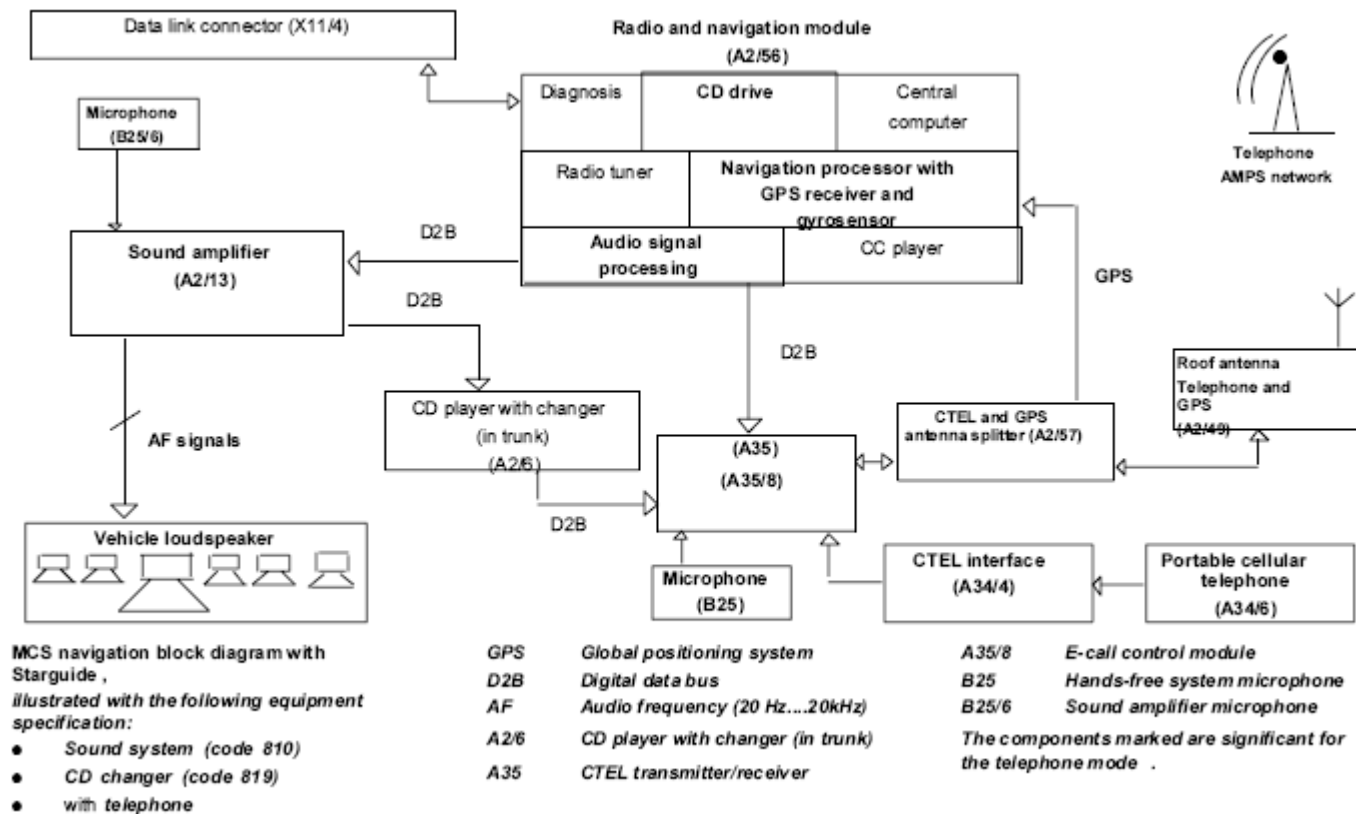 Data link connector (X11/4)
Radio and navigation module
(A2/56)
Diagnosis
CD drive
Central
computer
Microphone
(B25/6)
Radio tuner
Navigation processor with
GPS receiver and
gyrosensor
Telephone
AMPS network
D2B
Sound amplifier
(A2/13)
Audio signal
processing
CC player
GPS
D2B
D2B
Roof antenna
Telephone and
GPS
(A2/49)
CD player with changer
(in trunk)
(A2/6)
CTEL and GPS
antenna splitter (A2/57)
AF signals
(A35)
(A35/8)
D2B
Vehicle loudspeaker
Microphone
(B25)
CTEL interface
(A34/4)
Portable cellular
telephone
(A34/6)
MCS navigation block diagram with
Starguide ,
illustrated with the following equipment
specification:
● Sound system (code 810)
● CD changer (code 819)
● with telephone
GPS Global positioning system
D2B Digital data bus
AF Audio frequency (20 Hz....20kHz)
A2/6 CD player with changer (in trunk)
A35 CTEL transmitter/receiver
A35/8 E-call control module
B25 Hands-free system microphone
B25/6 Sound amplifier microphone
The components marked are significant for
the telephone mode .